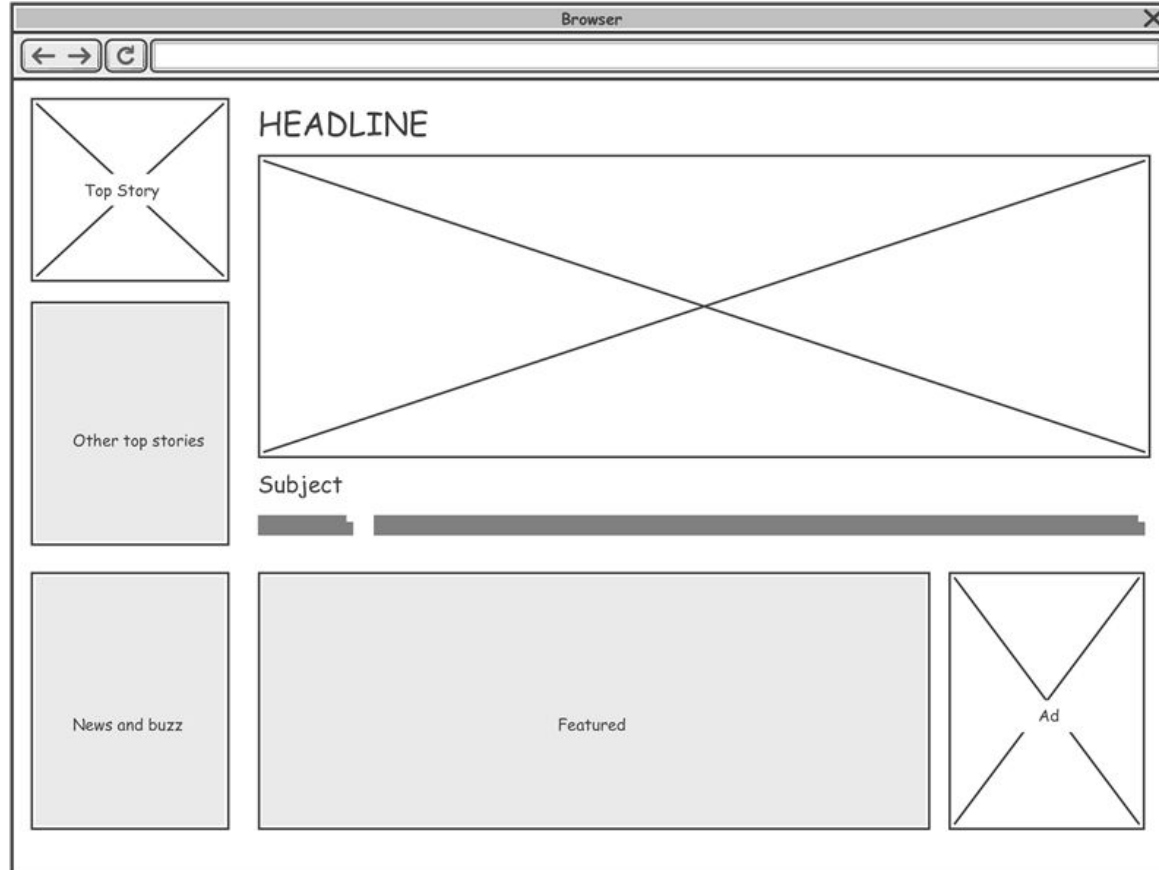 Browser
HEADLINE
Top Story
Other top stories
Subject
News and buzz
Featured
Ad